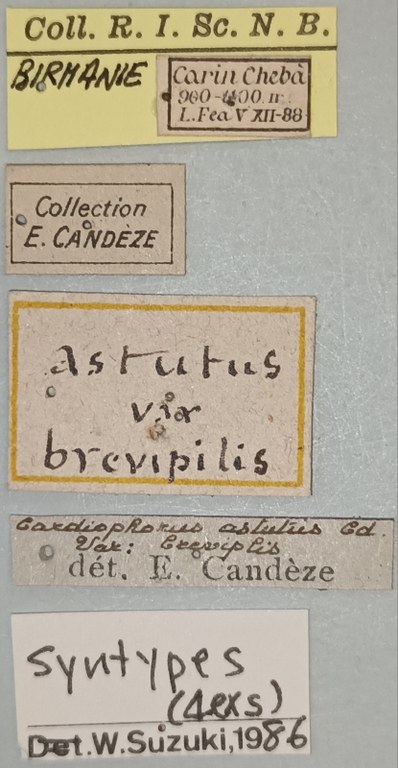 Coll. R. I. Sc. N. B.
BIRMANIE
Carin Chebà
900-1100 m.
L. Fea V XII-88
Collection
E. CANDÈZE
astutus
var
brevipilis
Cardiophorus astutus Cd.
Var: breviplis
dét. E. Candèze
syntypes
(4exs)
Det. W. Suzuki, 1986